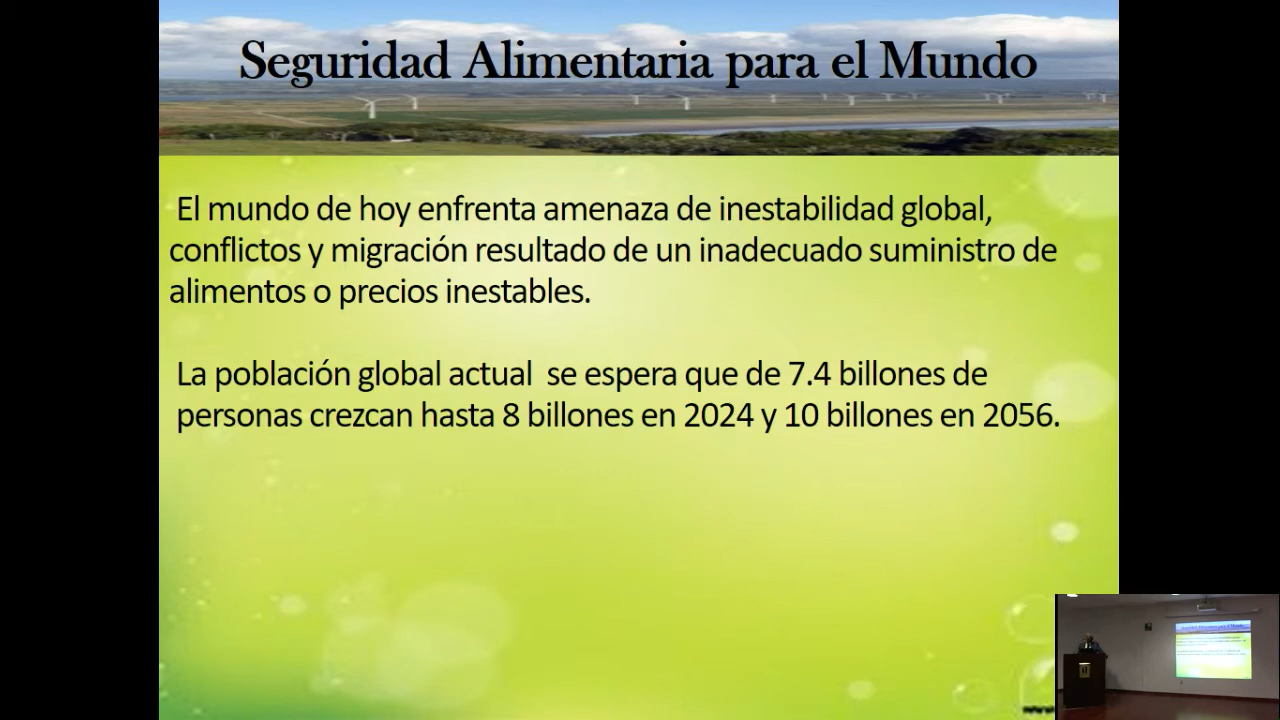 Seguridad Alimentaria para el Mundo
El mundo de hoy enfrenta amenaza de inestabilidad global,
conflictos y migración resultado de un inadecuado suministro de
alimentos o precios inestables.
La población global actual se espera que de 7.4 billones de
personas crezcan hasta 8 billones en 2024 y 10 billones en 2056.